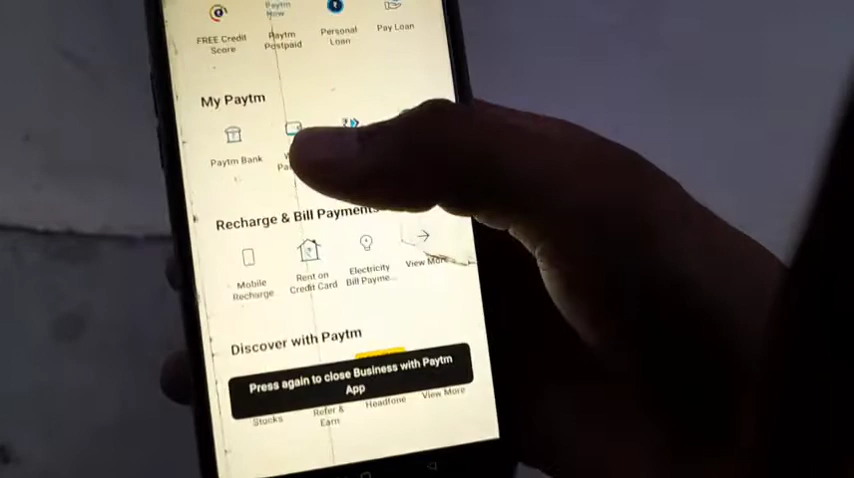 Paytm
Now
FREE Credit
Score
Paytm
Postpaid
Personal
Loan
Pay Loan
My Paytm
Paytm Bank
Recharge & Bill Payments
Mobile
Recharge
Rent on
Credit Card
Electricity
Bill Payme...
View More
Discover with Paytm
Press again to close Business with Paytm
App
Stocks
Refer &
Earn
Headfone
View More